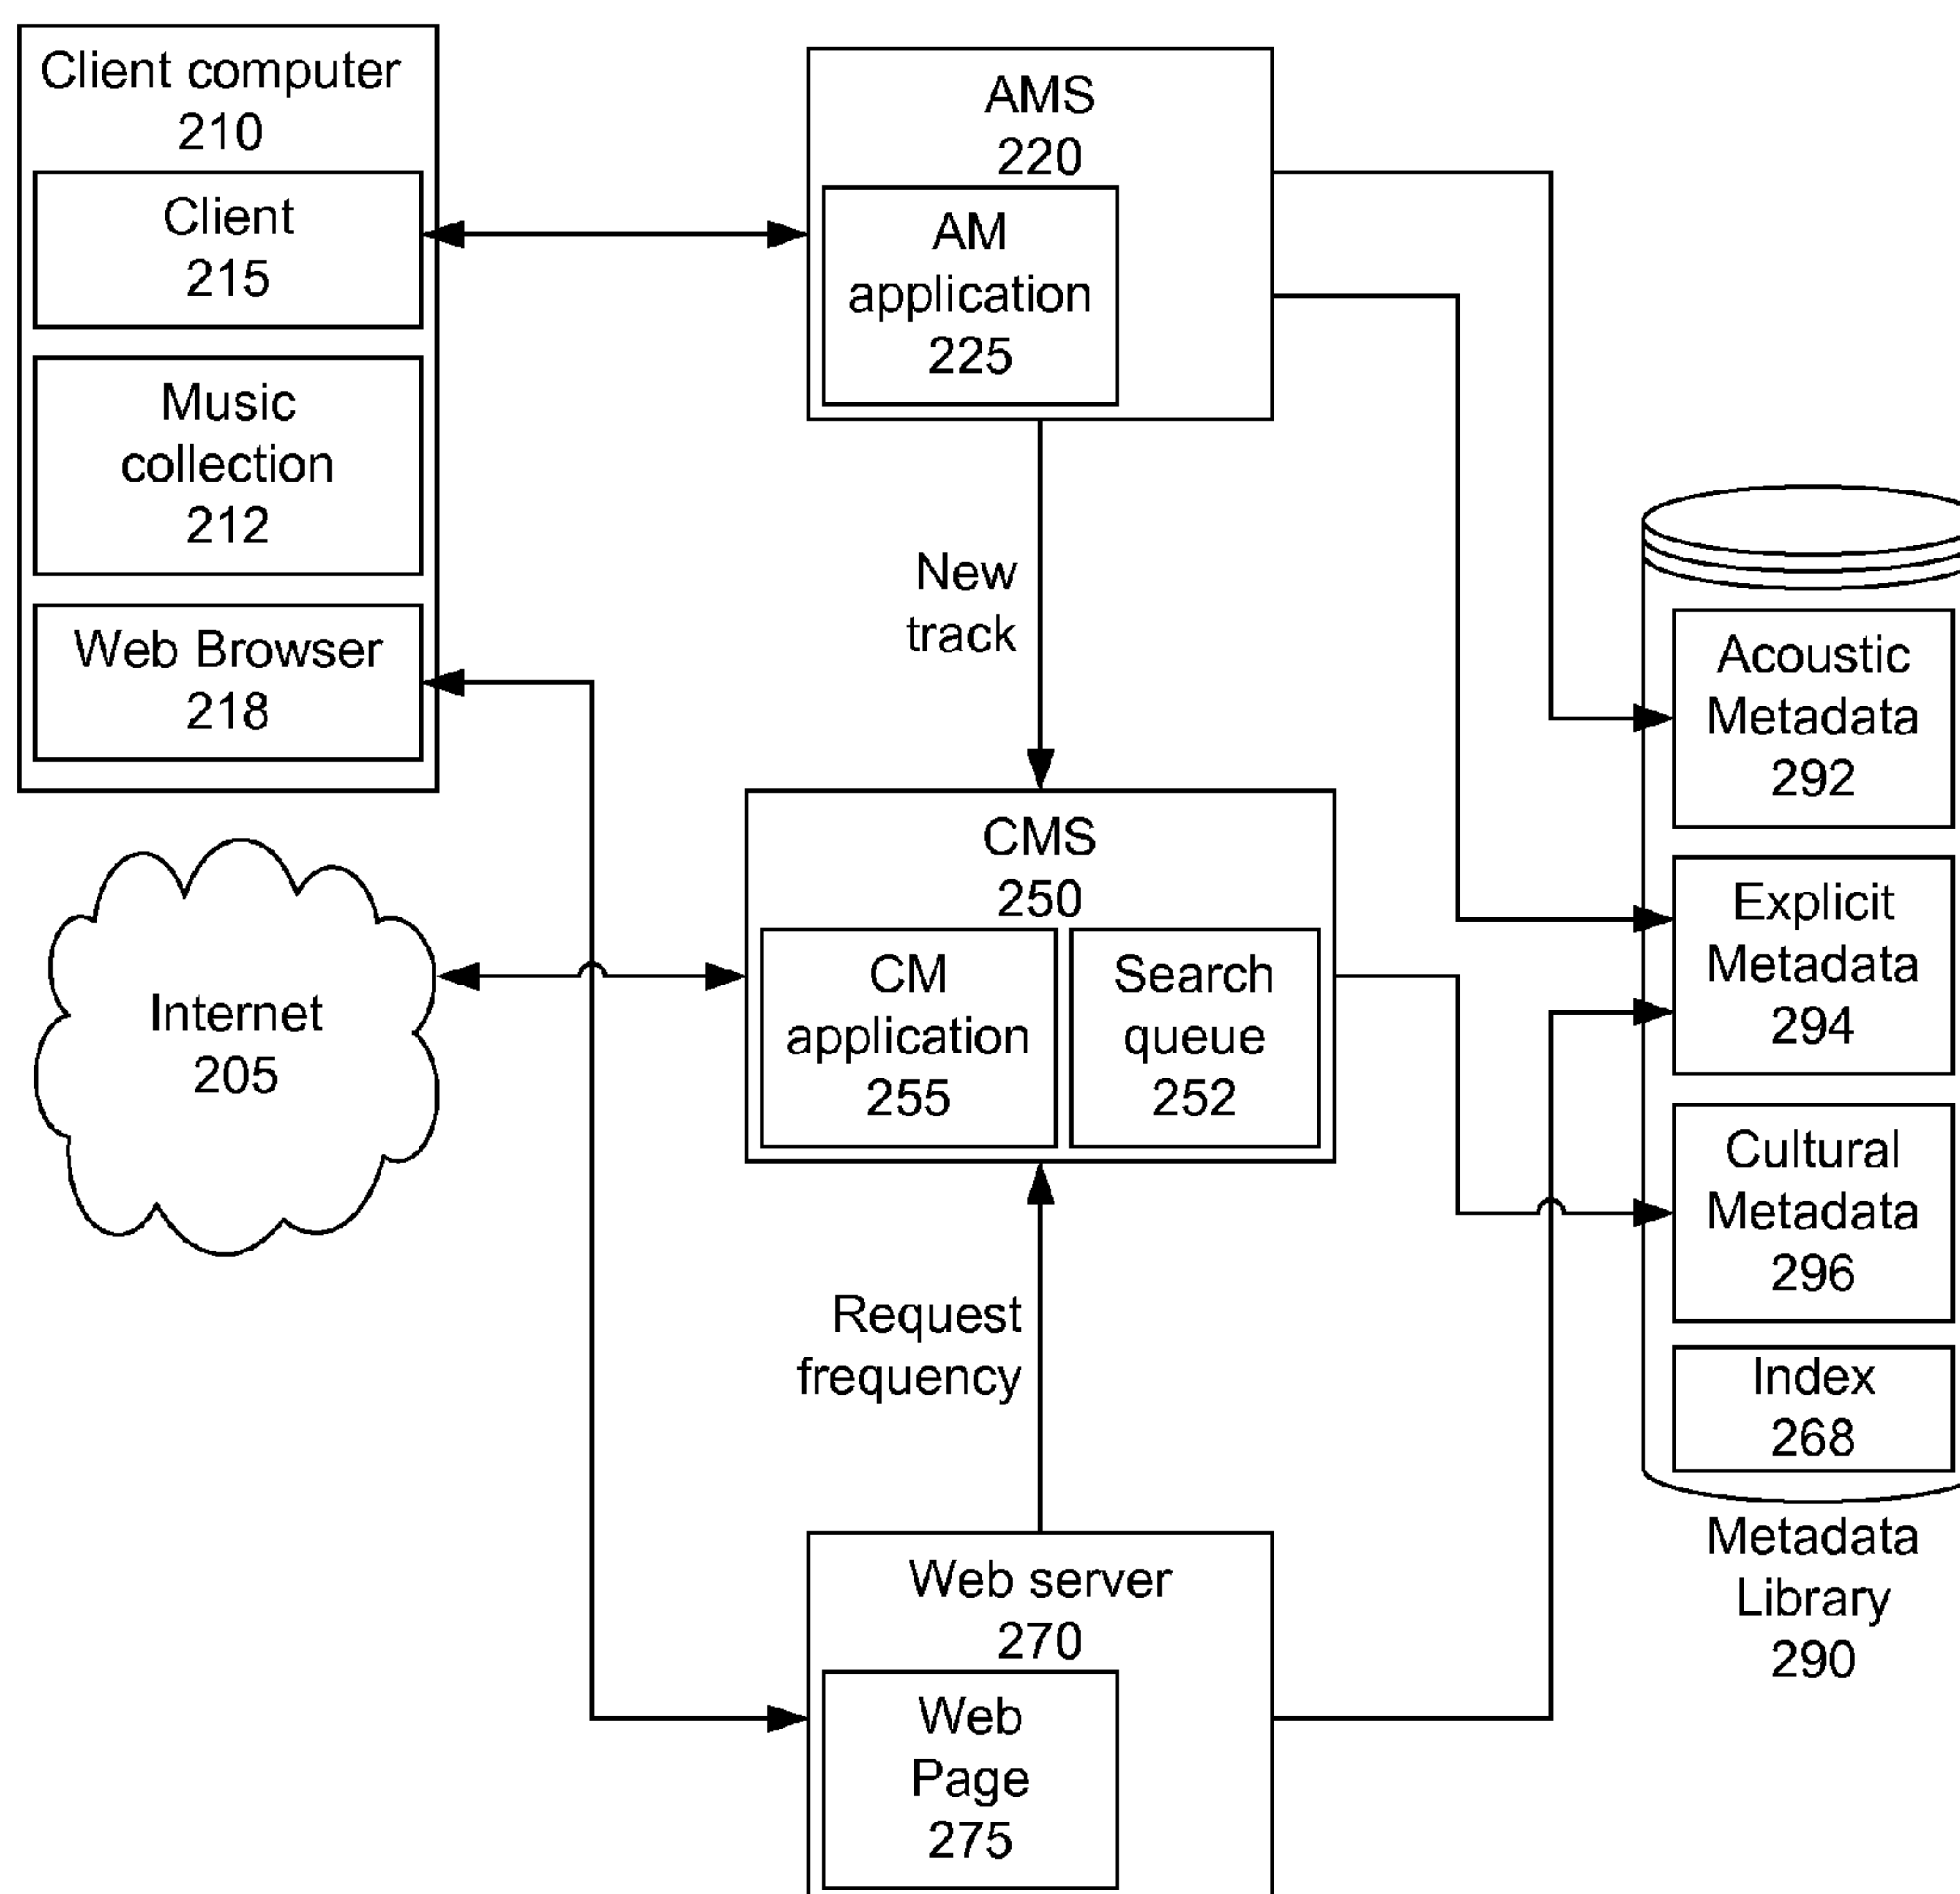 Client computer
210
Client
215
Music
collection
212
Web Browser
218
Internet
205
AMS
220
AM
application
225
New
track
CMS
250
CM
application
255
Search
queue
252
Request
frequency
Web server
270
Web
Page
275
Acoustic
Metadata
292
Explicit
Metadata
294
Cultural
Metadata
296
Index
268
Metadata
Library
290